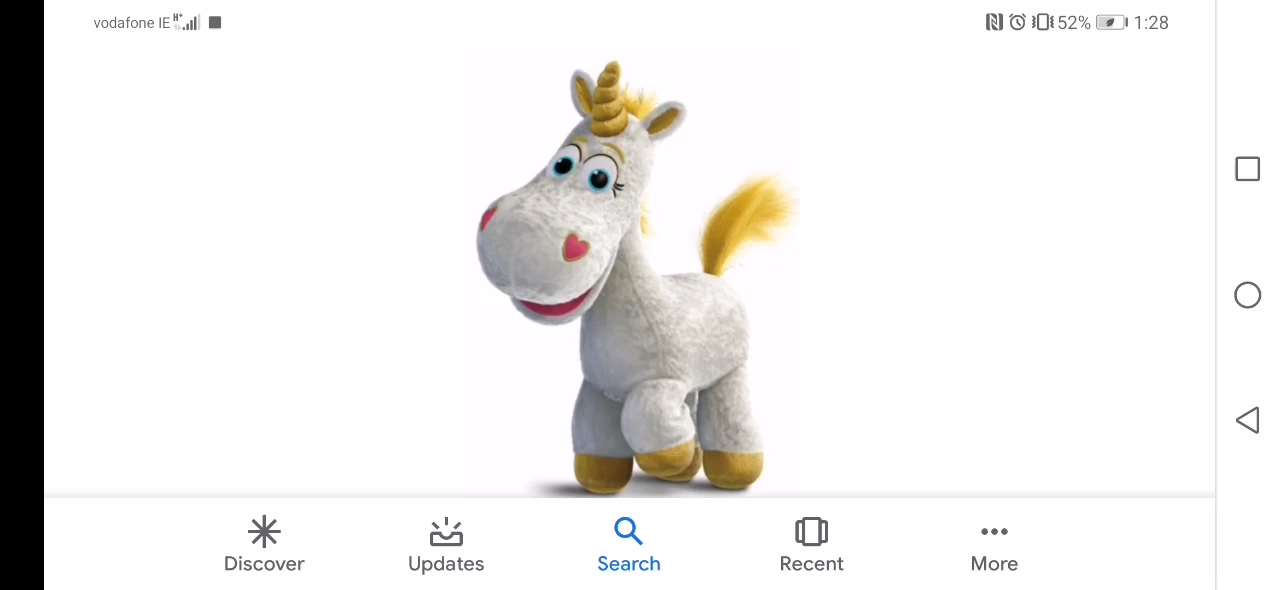 vodafone IE H+ 52% 1:28
Discover Updates Search Recent More